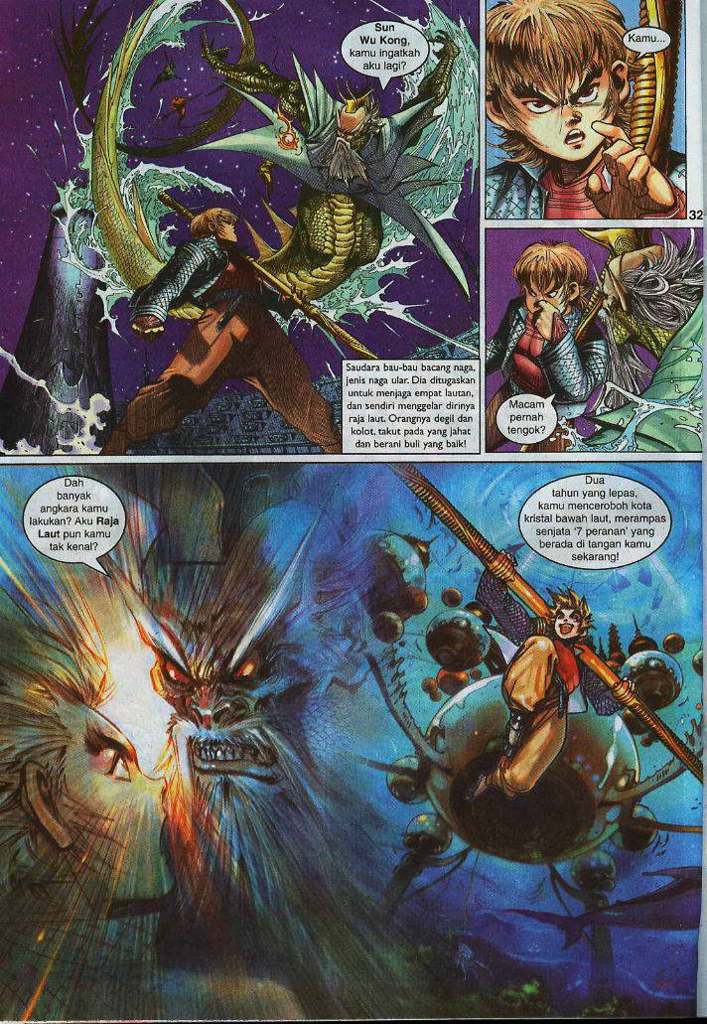 Sun
Wu Kong,
kamu ingatkah
aku lagi?
Kamu...
32
Saudara bau-bau bacang naga,
jenis naga ular. Dia ditugaskan
untuk menjaga empat lautan,
dan sendiri menggelar dirinya
raja laut. Orangnya degil dan
kolot, takut pada yang jahat
dan berani buli yang baik!
Macam
pernah
tengok?
Dah
banyak
angkara kamu
lakukan? Aku Raja
Laut pun kamu
tak kenal?
Dua
tahun yang lepas,
kamu menceroboh kota
kristal bawah laut, merampas
senjata '7 peranan' yang
berada di tangan kamu
sekarang!